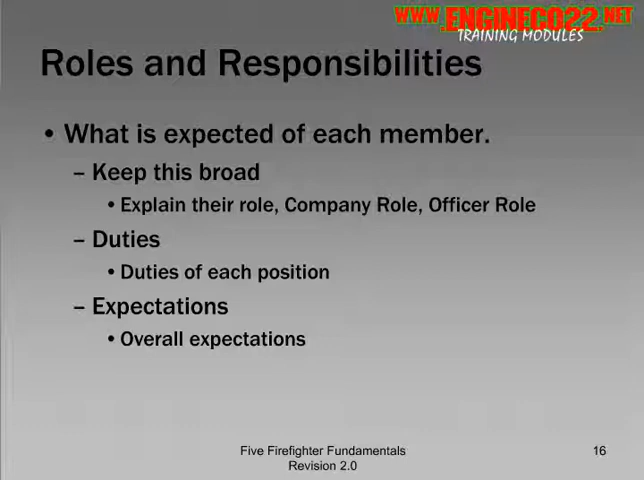 WWW.ENGINECO22.NET
TRAINING MODULES
Roles and Responsibilities
• What is expected of each member.
– Keep this broad
• Explain their role, Company Role, Officer Role
– Duties
• Duties of each position
– Expectations
• Overall expectations
Five Firefighter Fundamentals
Revision 2.0
16